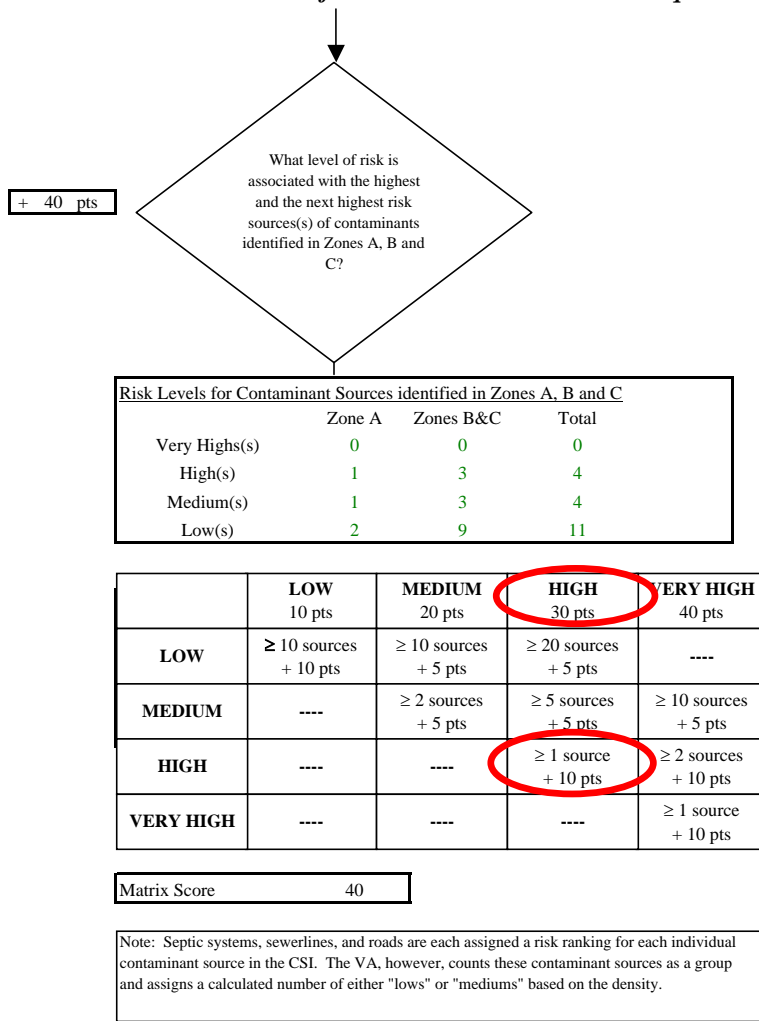 What level of risk is
associated with the highest
and the next highest risk
sources(s) of contaminants
identified in Zones A, B and
C?
+ 40 pts
Risk Levels for Contaminant Sources identified in Zones A, B and C
Zone A Zones B&C Total
Very Highs(s) 0 0 0
High(s) 1 3 4
Medium(s) 1 3 4
Low(s) 2 9 11
LOW MEDIUM HIGH VERY HIGH
10 pts 20 pts 30 pts 40 pts
LOW ≥ 10 sources ≥ 10 sources ≥ 20 sources ----
+ 10 pts + 5 pts + 5 pts
MEDIUM ---- ≥ 2 sources ≥ 5 sources ≥ 10 sources
+ 5 pts + 5 pts + 5 pts
HIGH ---- ---- ≥ 1 source ≥ 2 sources
+ 10 pts + 10 pts
VERY HIGH ---- ---- ---- ≥ 1 source
+ 10 pts
Matrix Score 40
Note: Septic systems, sewerlines, and roads are each assigned a risk ranking for each individual
contaminant source in the CSI. The VA, however, counts these contaminant sources as a group
and assigns a calculated number of either "lows" or "mediums" based on the density.